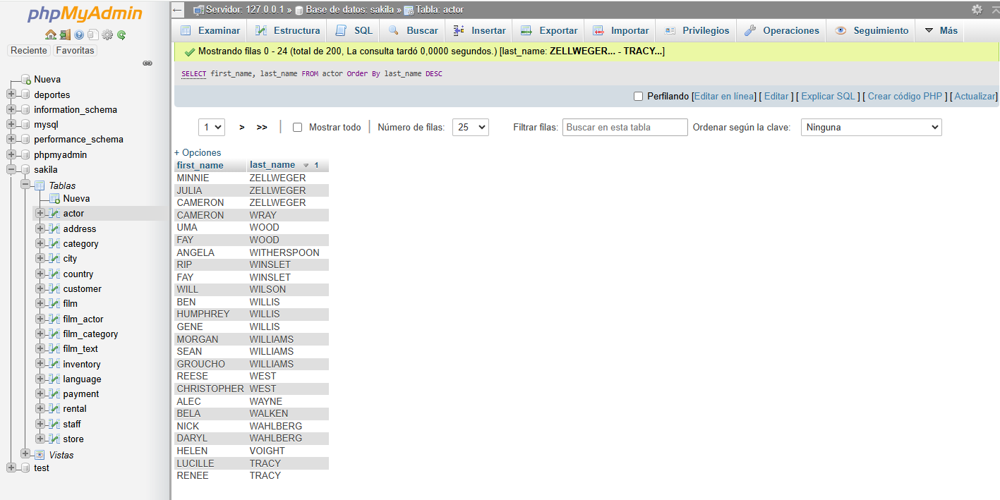 phpMyAdmin
Reciente Favoritas
Nueva
deportes
information_schema
mysql
performance_schema
phpmyadmin
sakila
Tablas
Nueva
actor
address
category
city
country
customer
film
film_actor
film_category
film_text
inventory
language
payment
rental
staff
store
Vistas
test
Servidor: 127.0.0.1 » Base de datos: sakila » Tabla: actor
Examinar Estructura SQL Buscar Insertar Exportar Importar Privilegios Operaciones Seguimiento Más
Mostrando filas 0 - 24 (total de 200, La consulta tardó 0,0000 segundos.) [last_name: ZELLWEGER... - TRACY...]
SELECT first_name, last_name FROM actor Order By last_name DESC
Perfilando [Editar en línea] [ Editar ] [ Explicar SQL ] [ Crear código PHP ] [ Actualizar]
1 > >> | Mostrar todo | Número de filas: 25 Filtrar filas: Buscar en esta tabla Ordenar según la clave: Ninguna
+ Opciones
first_name last_name 1
MINNIE ZELLWEGER
JULIA ZELLWEGER
CAMERON ZELLWEGER
CAMERON WRAY
UMA WOOD
FAY WOOD
ANGELA WITHERSPOON
RIP WINSLET
FAY WINSLET
WILL WILSON
BEN WILLIS
HUMPHREY WILLIS
GENE WILLIS
MORGAN WILLIAMS
SEAN WILLIAMS
GROUCHO WILLIAMS
REESE WEST
CHRISTOPHER WEST
ALEC WAYNE
BELA WALKEN
NICK WAHLBERG
DARYL WAHLBERG
HELEN VOIGHT
LUCILLE TRACY
RENEE TRACY